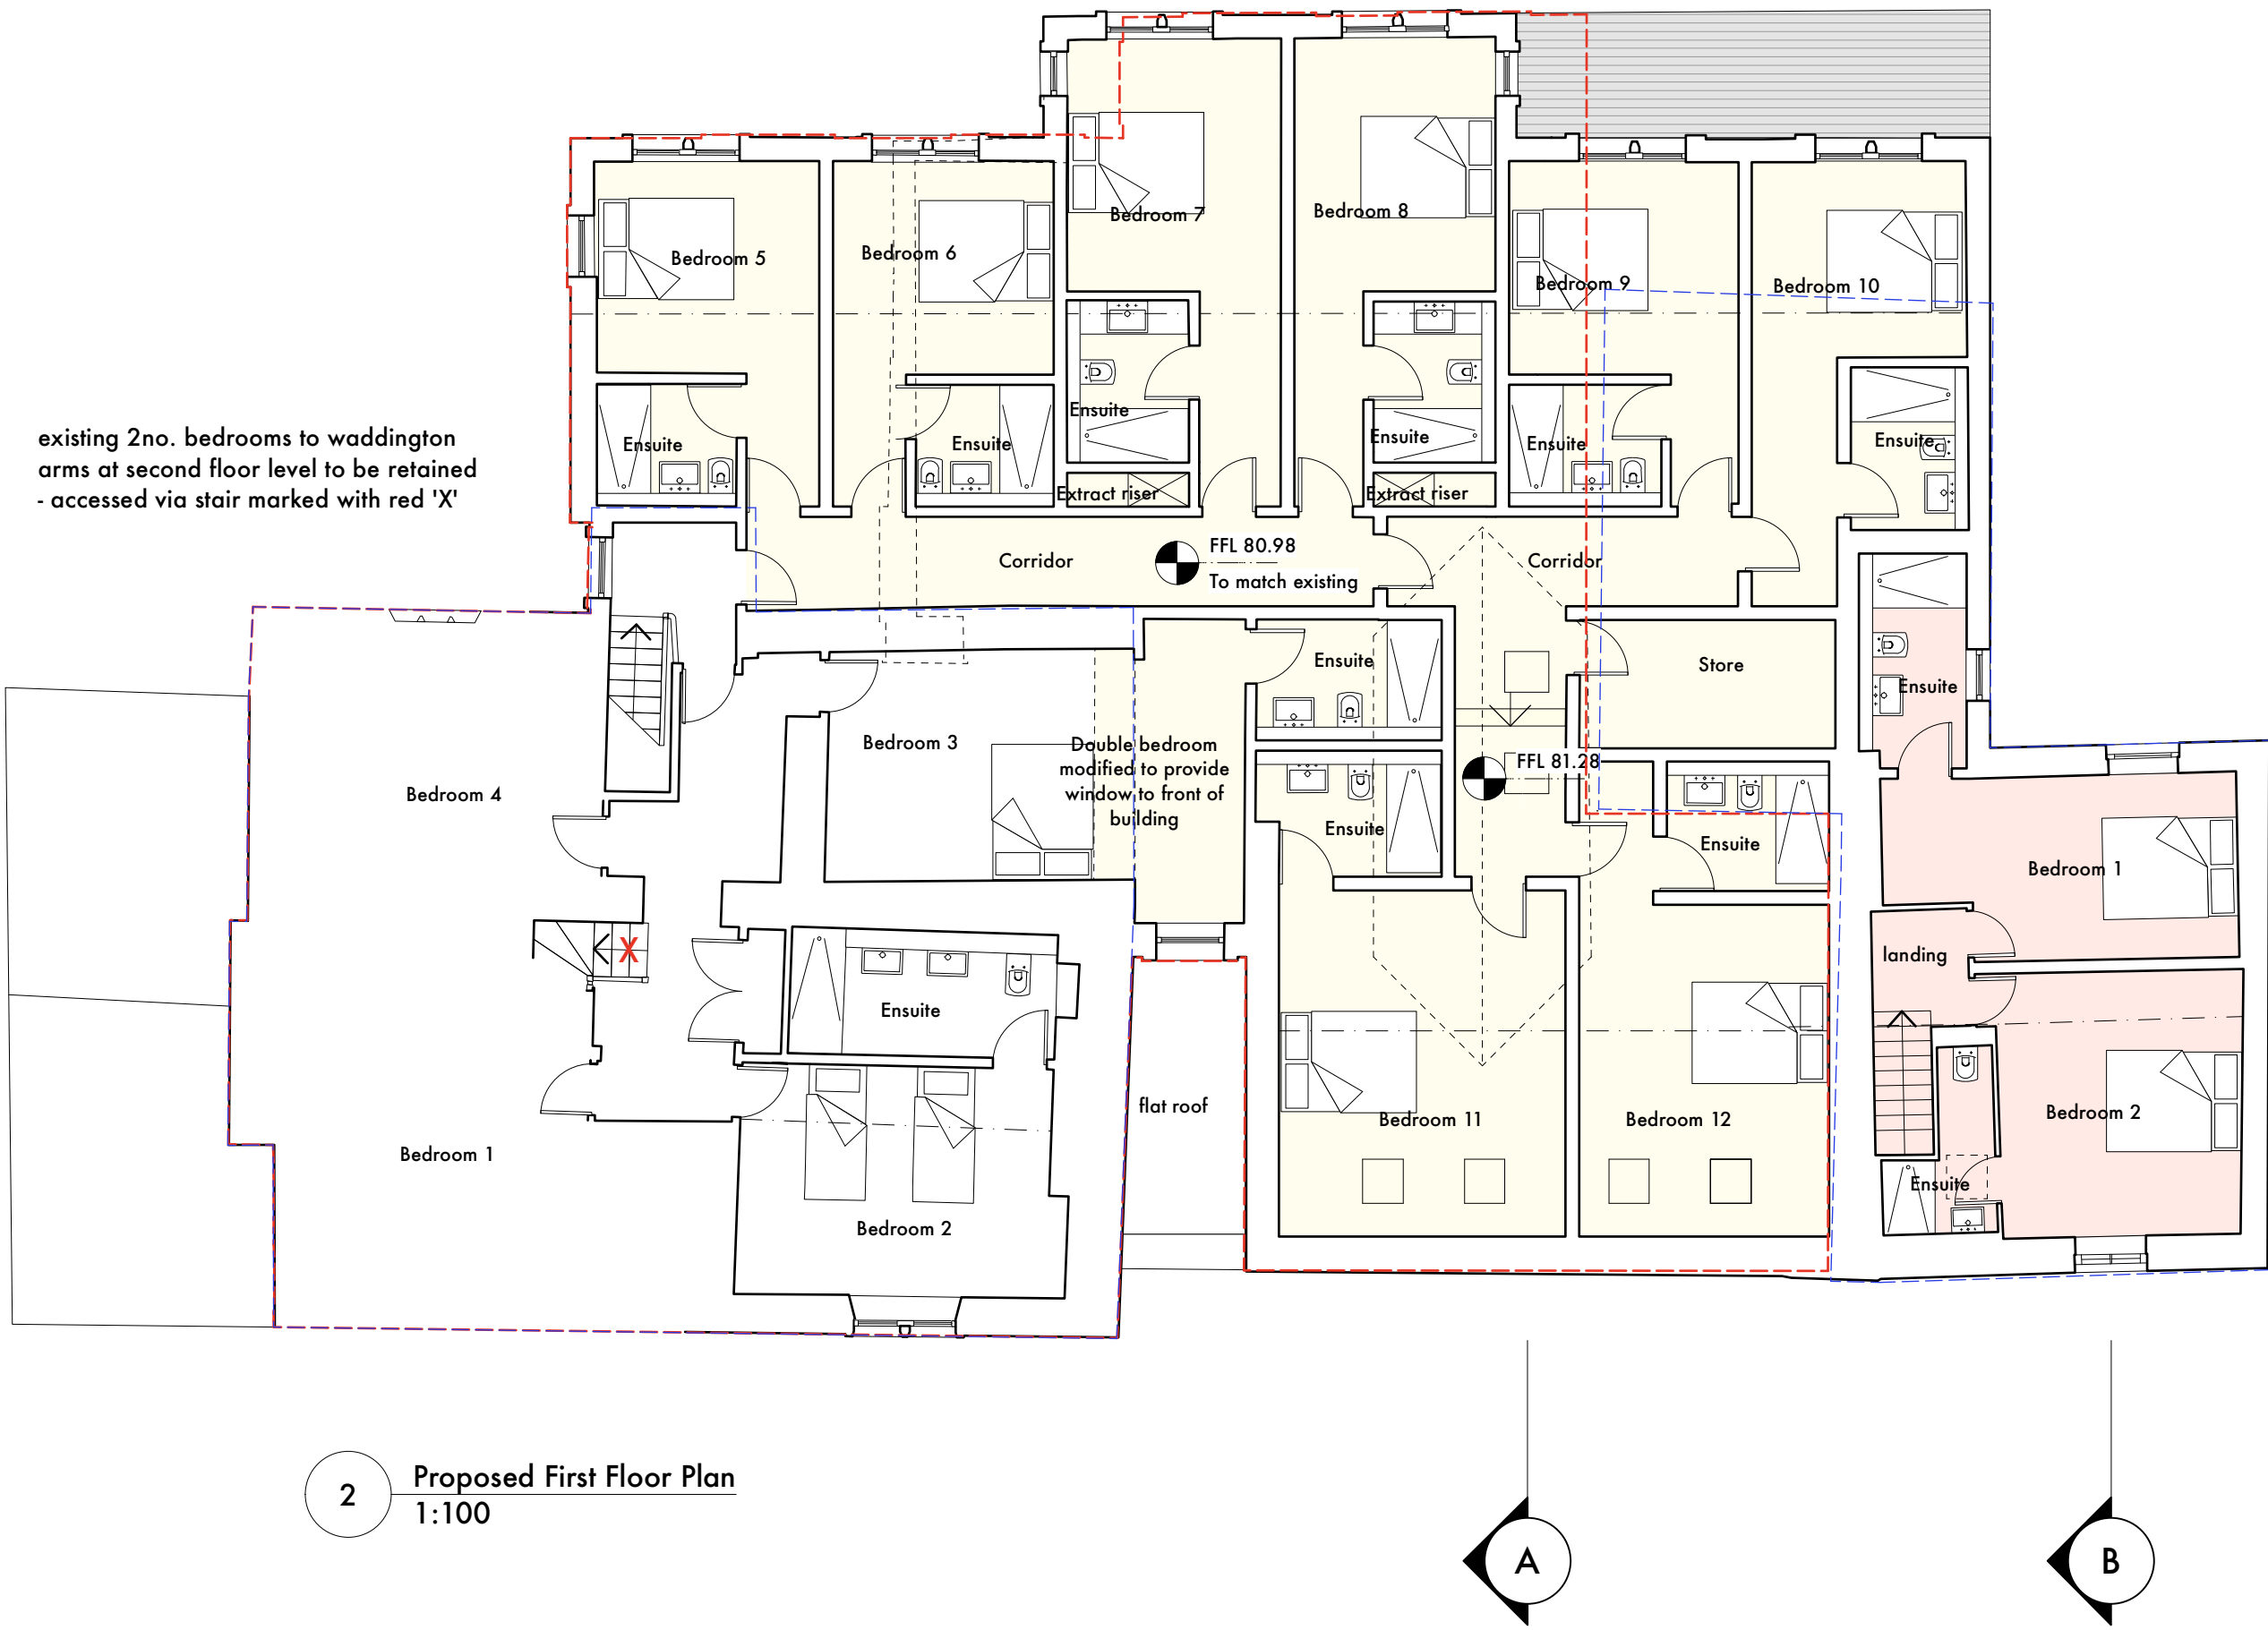 Bedroom 7
Bedroom 8
Bedroom 5
Bedroom 6
Bedroom 9
Bedroom 10
existing 2no. bedrooms to waddington
arms at second floor level to be retained
- accessed via stair marked with red 'X'
Ensuite
Ensuite
Ensuite
Ensuite
Ensuite
Ensuite
Extract riser
Extract riser
Corridor
FFL 80.98
To match existing
Corridor
Ensuite
Store
Ensuite
Bedroom 3
Double bedroom
modified to provide
window to front of
building
FFL 81.28
Bedroom 4
Ensuite
Ensuite
Bedroom 1
X
landing
Ensuite
flat roof
Bedroom 11
Bedroom 12
Bedroom 2
Bedroom 1
Ensuite
Bedroom 2
2
Proposed First Floor Plan
1:100
A
B